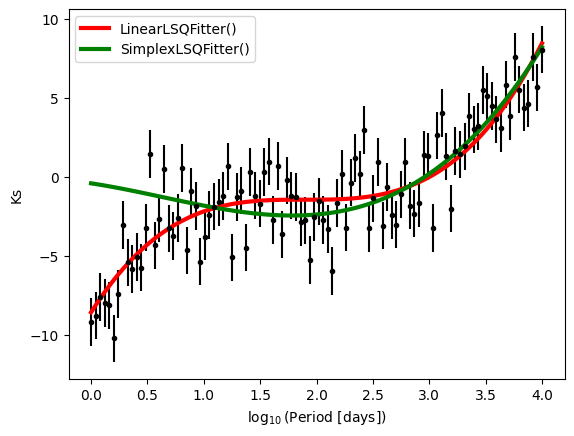 LinearLSQFitter()
SimplexLSQFitter()
10
5
0
−5
−10
Ks
0.0 0.5 1.0 1.5 2.0 2.5 3.0 3.5 4.0
log₁₀(Period [days])